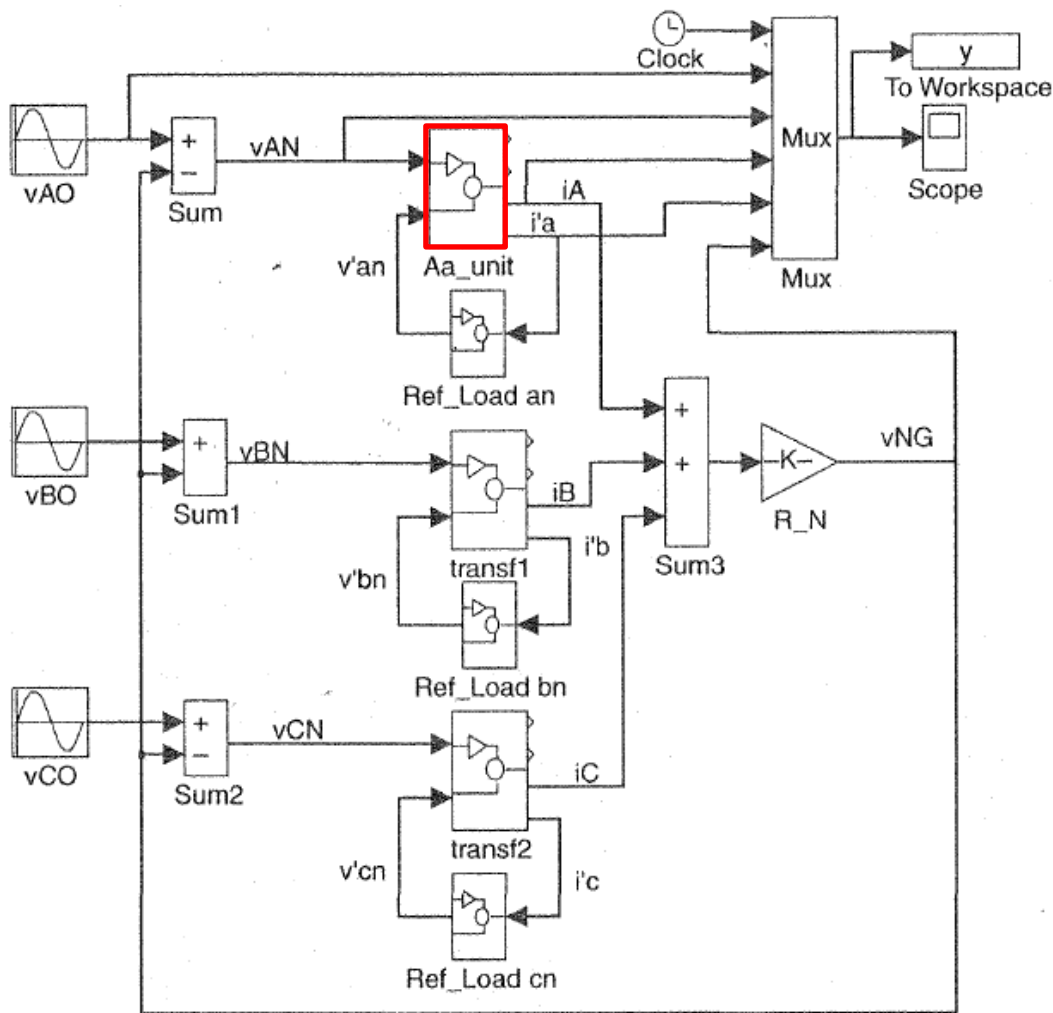 Clock
y
To Workspace
Mux
Scope
Mux
+
−
vAO
Sum
vAN
iA
i'a
v'an
Aa_unit
Ref_Load an
+
vBO
Sum1
vBN
iB
i'b
v'bn
transf1
Ref_Load bn
+
+
Sum3
-K-
R_N
vNG
+
−
vCO
Sum2
vCN
iC
i'c
v'cn
transf2
Ref_Load cn